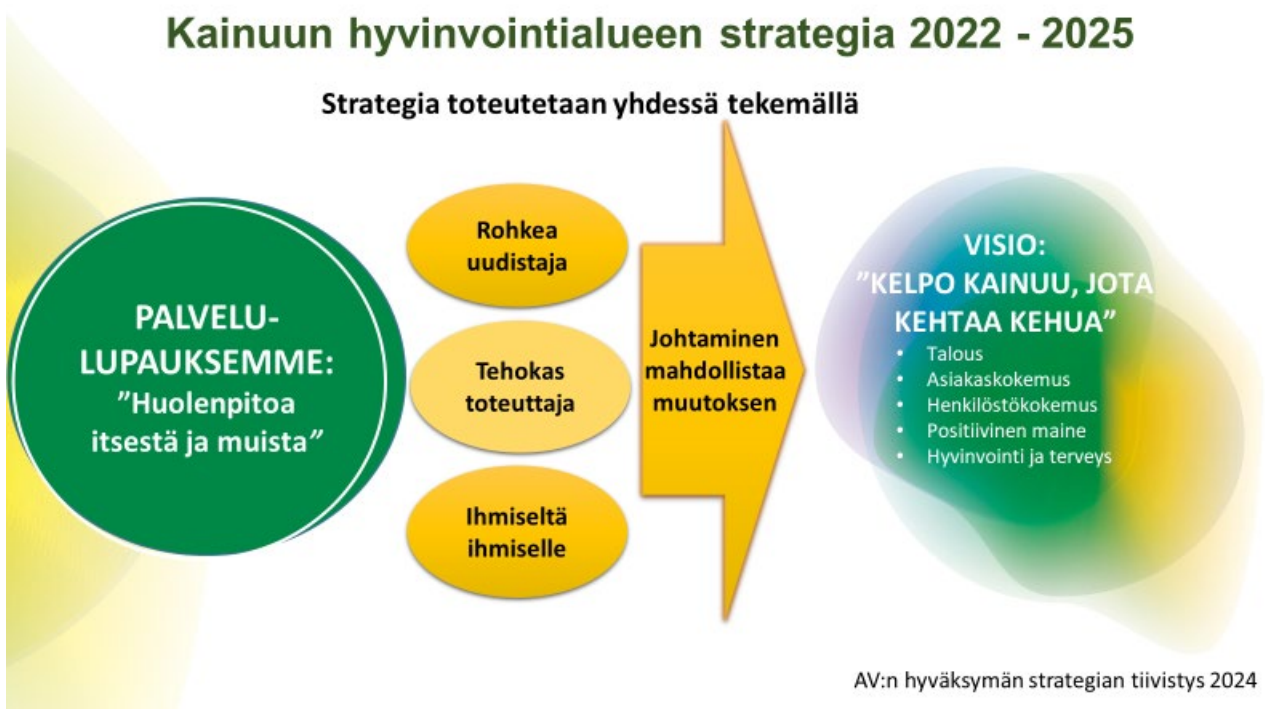 Kainuun hyvinvointialueen strategia 2022 - 2025
Strategia toteutetaan yhdessä tekemällä
PALVELU-
LUPAUKSEMME:
”Huolenpitoa
itsestä ja muista”
Rohkea
uudistaja
Tehokas
toteuttaja
Ihmiseltä
ihmiselle
Johtaminen
mahdollistaa
muutoksen
VISIO:
”KELPO KAINUU, JOTA
KEHTAA KEHUA”
• Talous
• Asiakaskokemus
• Henkilöstökokemus
• Positiivinen maine
• Hyvinvointi ja terveys
AV:n hyväksymän strategian tiivistys 2024